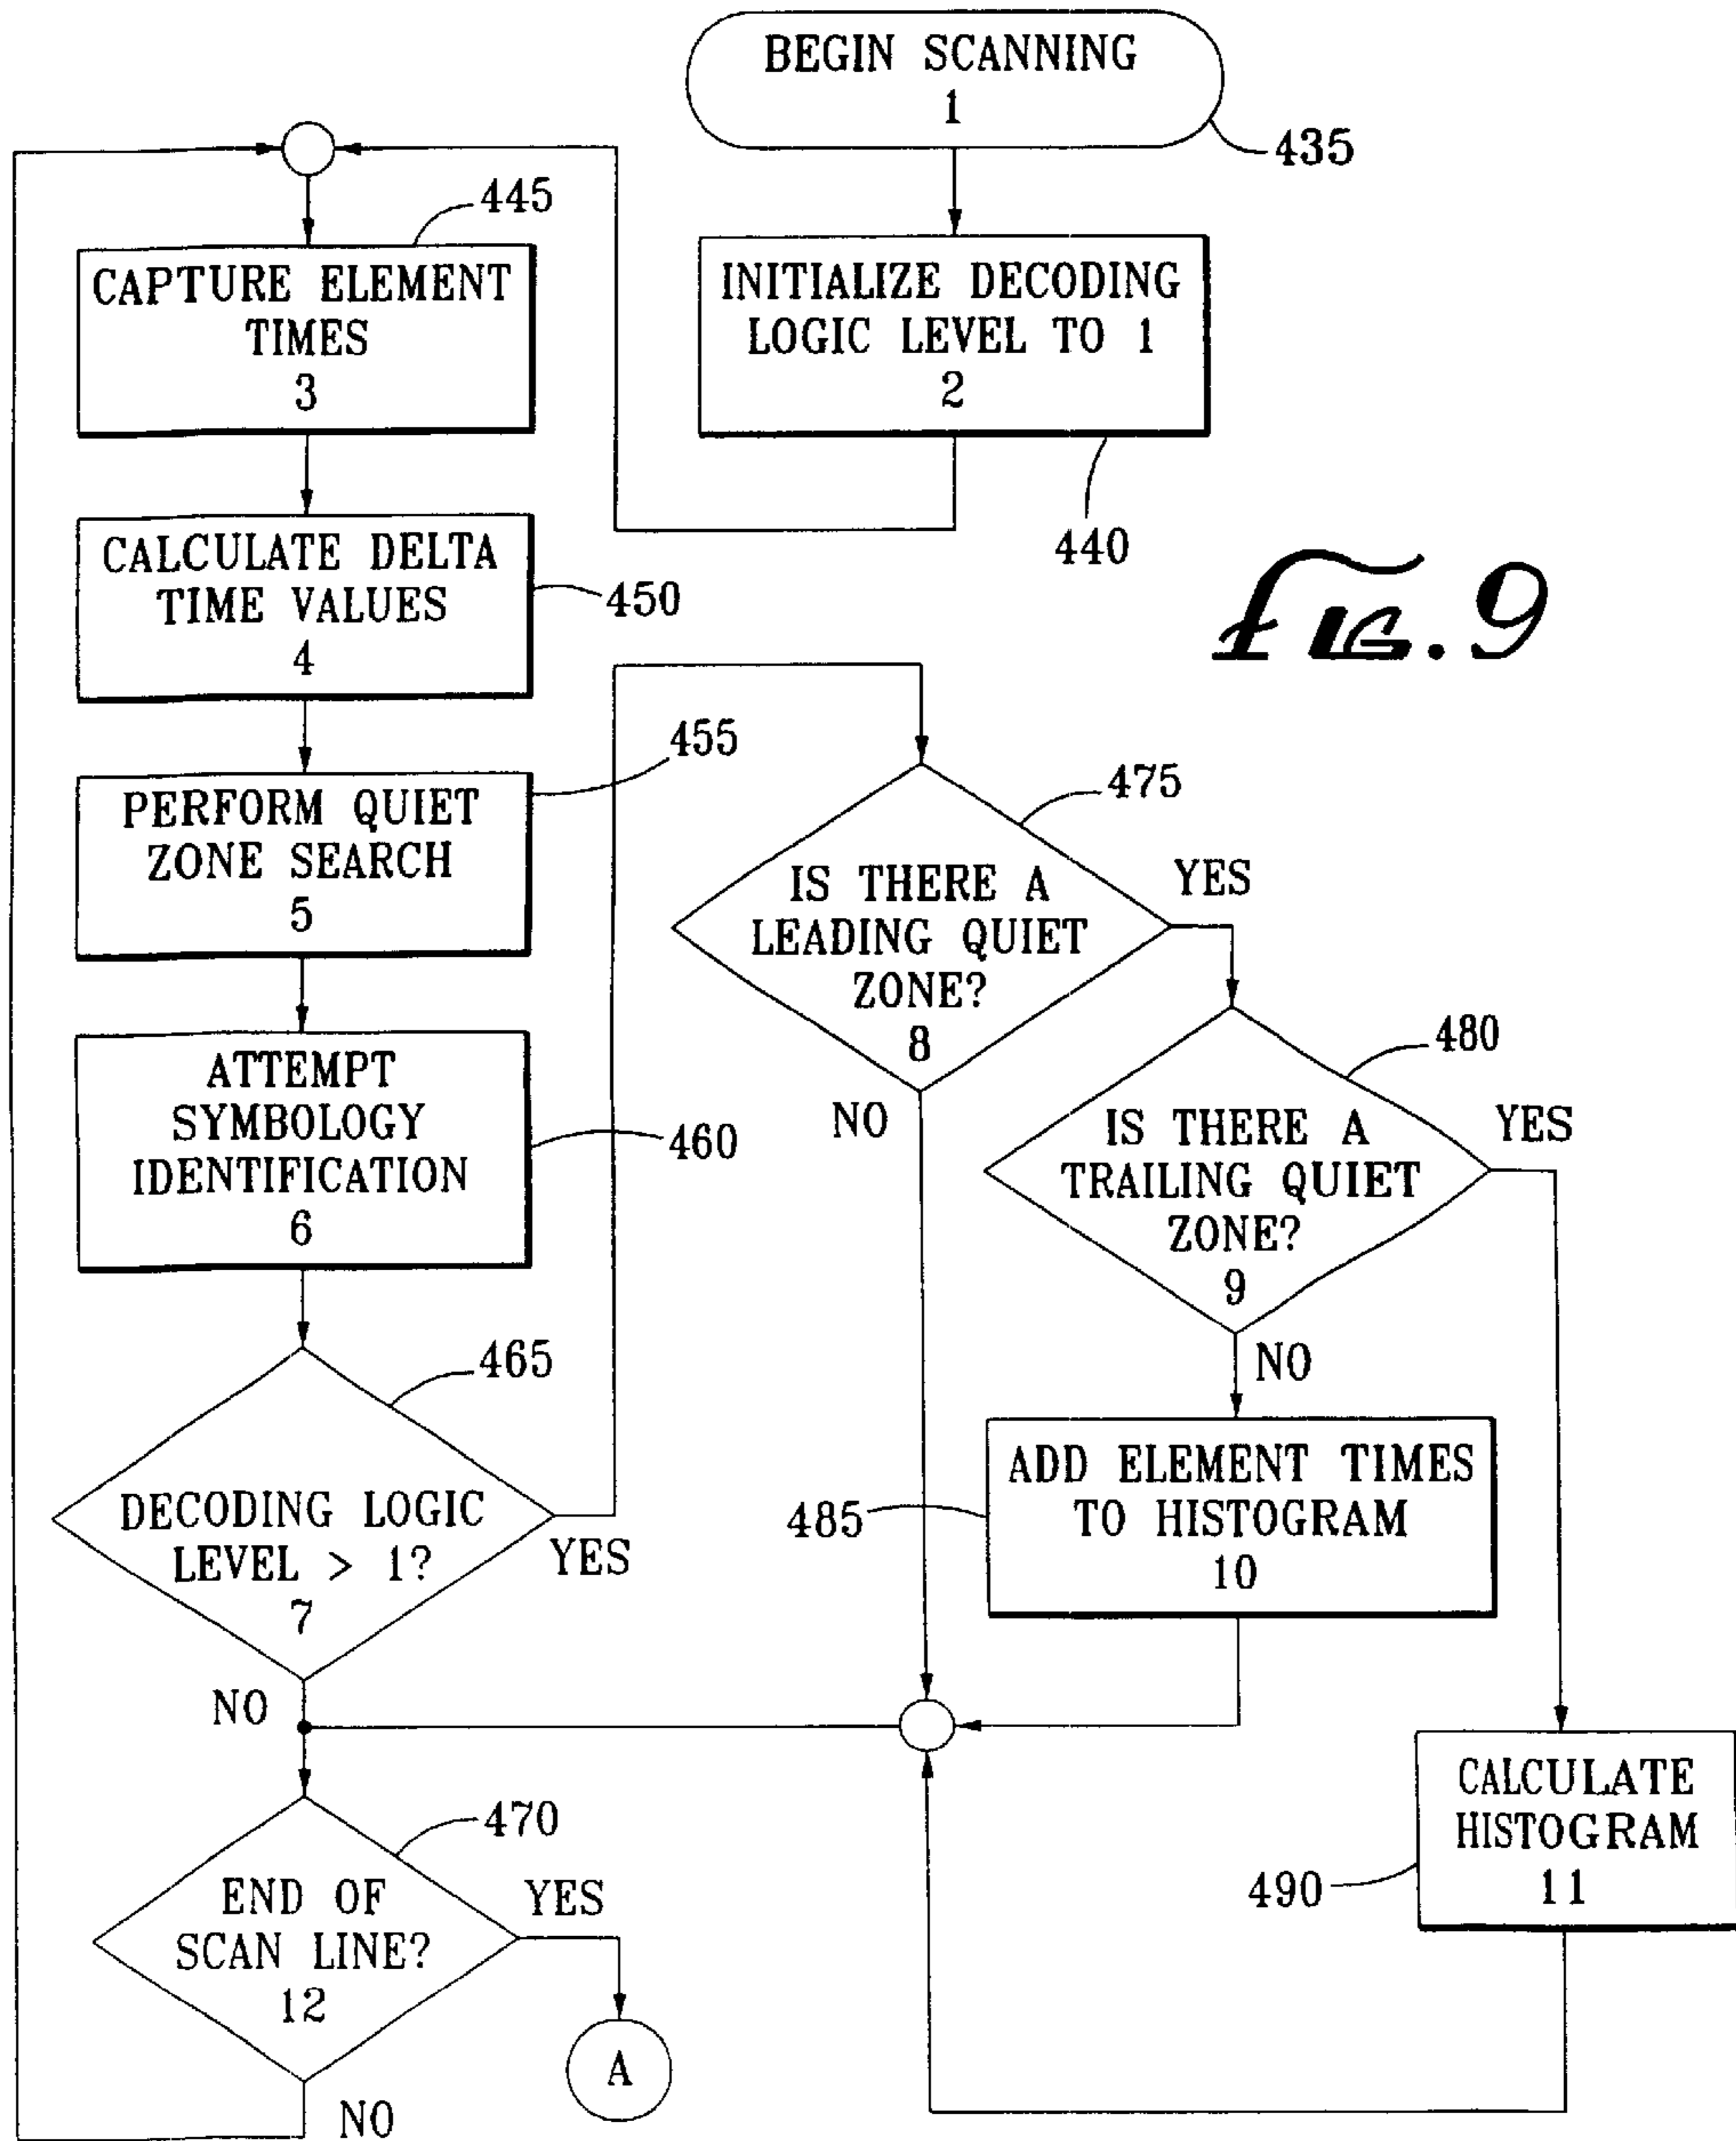 BEGIN SCANNING
1
435
INITIALIZE DECODING
LOGIC LEVEL TO 1
2
440
445
CAPTURE ELEMENT
TIMES
3
CALCULATE DELTA
TIME VALUES
4
450
FIG. 9
455
PERFORM QUIET
ZONE SEARCH
5
ATTEMPT
SYMBOLOGY
IDENTIFICATION
6
460
465
DECODING LOGIC
LEVEL > 1?
7
YES
NO
475
IS THERE A
LEADING QUIET
ZONE?
8
YES
NO
480
IS THERE A
TRAILING QUIET
ZONE?
9
YES
NO
485
ADD ELEMENT TIMES
TO HISTOGRAM
10
CALCULATE
HISTOGRAM
11
490
470
END OF
SCAN LINE?
12
YES
A
NO